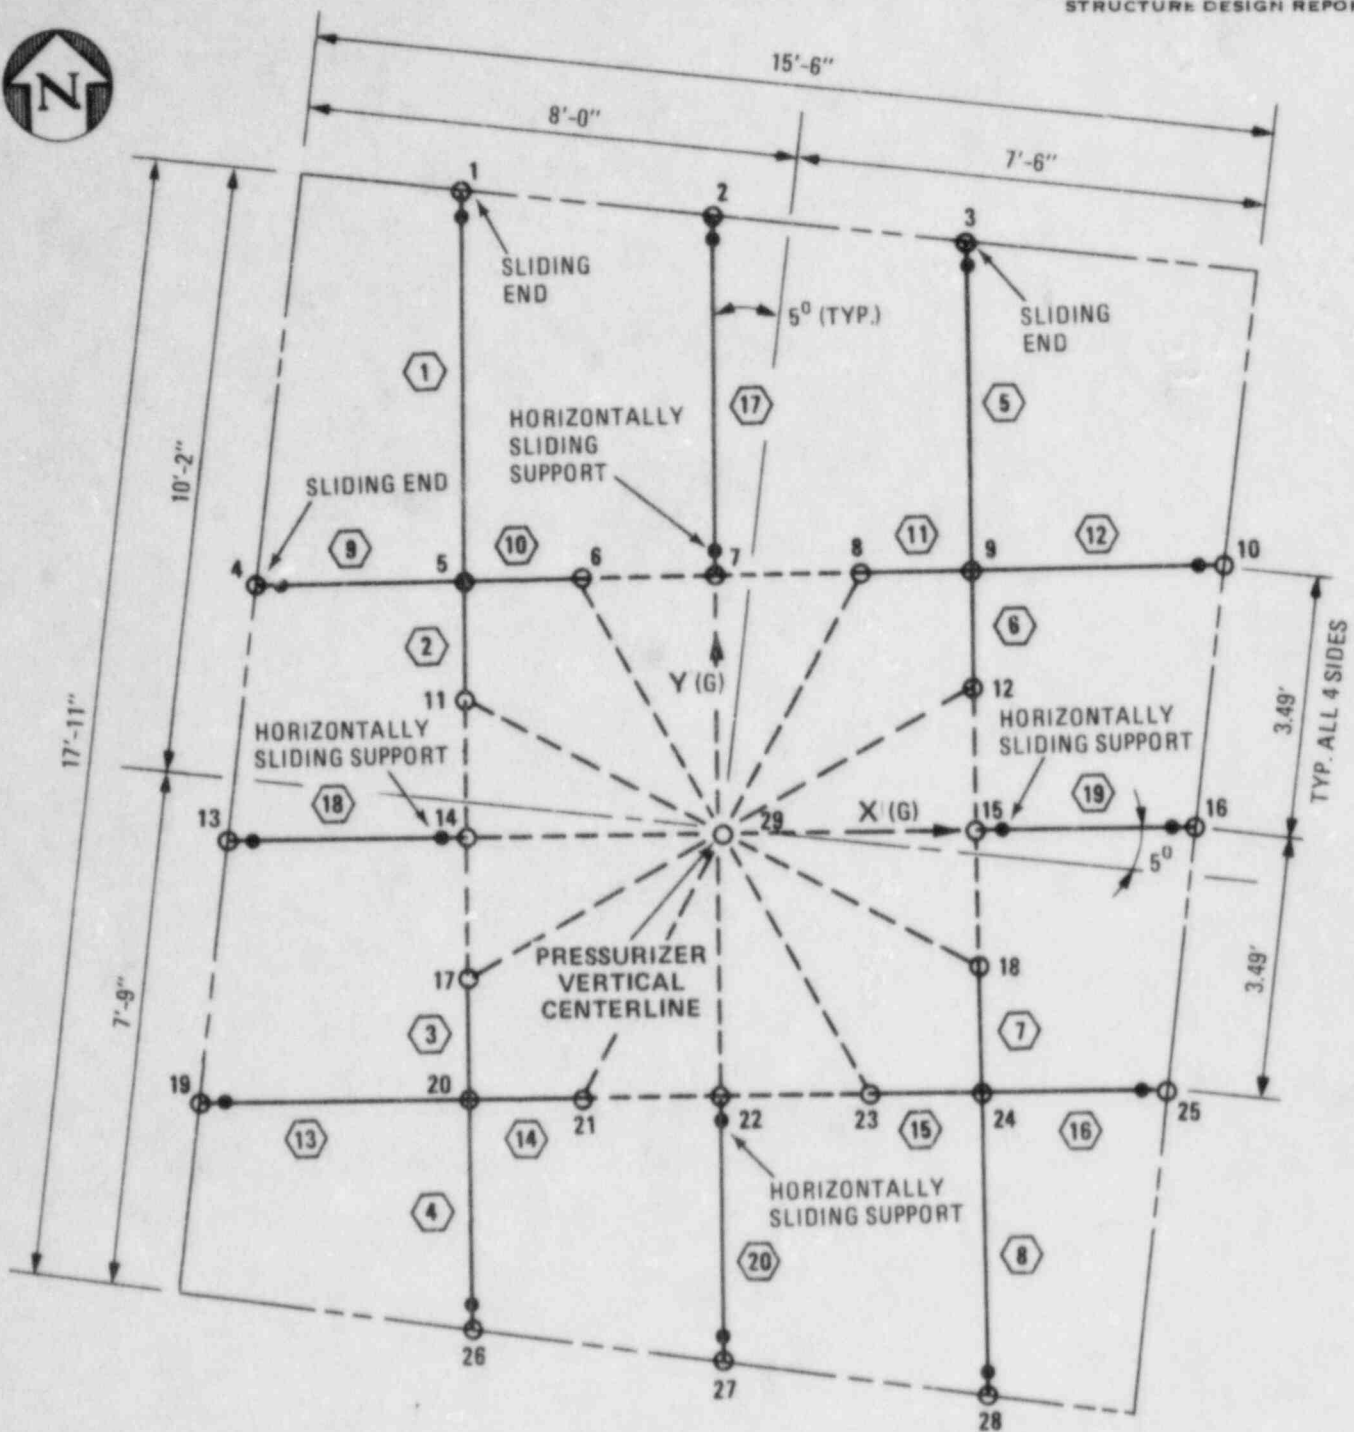 STRUCTURE DESIGN REPO
N
15'-6"
8'-0"
7'-6"
1
2
3
SLIDING
END
SLIDING
END
5⁰ (TYP.)
1
17
5
HORIZONTALLY
SLIDING
SUPPORT
10'-2"
SLIDING END
9
10
11
12
4
5
6
7
8
9
10
2
6
Y (G)
11
12
TYP. ALL 4 SIDES
3.49'
17'-11"
HORIZONTALLY
SLIDING SUPPORT
HORIZONTALLY
SLIDING SUPPORT
18
19
13
14
29
X (G)
15
16
5⁰
PRESSURIZER
VERTICAL
CENTERLINE
17
18
3.49'
7'-9"
3
7
19
20
21
22
23
24
25
13
14
15
16
HORIZONTALLY
SLIDING SUPPORT
4
20
8
26
27
28